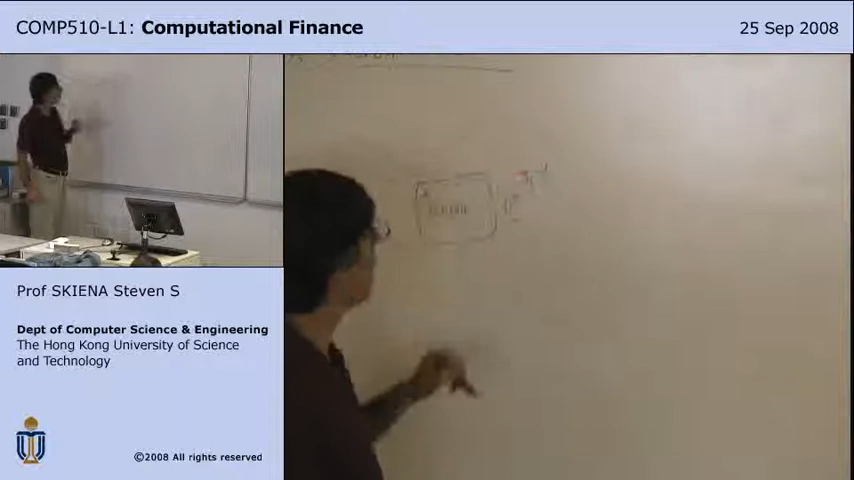 COMP510-L1: Computational Finance
25 Sep 2008
Prof SKIENA Steven S
Dept of Computer Science & Engineering
The Hong Kong University of Science
and Technology
©2008 All rights reserved